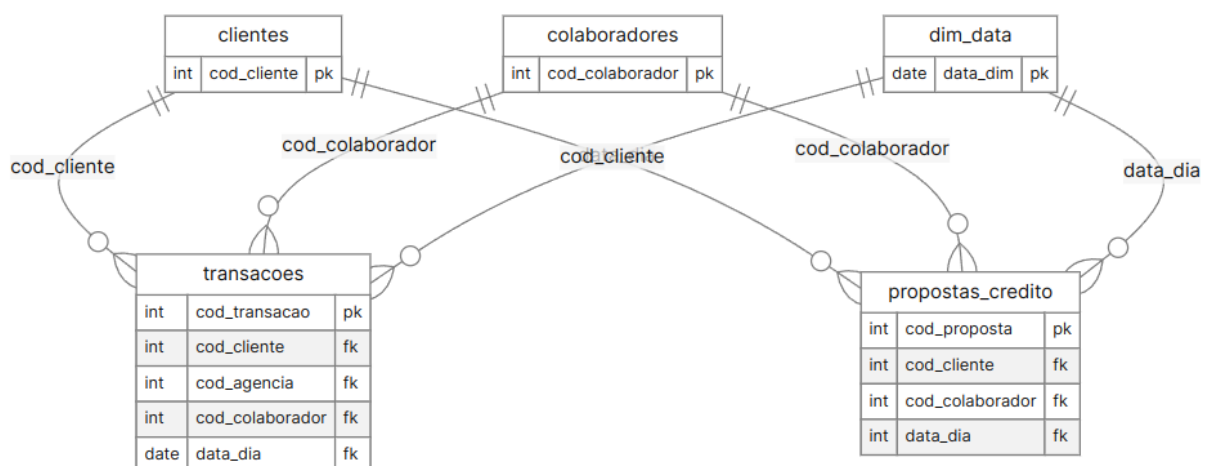 clientes
int cod_cliente pk
colaboradores
int cod_colaborador pk
dim_data
date data_dim pk
cod_cliente
cod_colaborador
data_dia
cod_cliente
cod_colaborador
data_dia
transacoes
int cod_transacao pk
int cod_cliente fk
int cod_agencia fk
int cod_colaborador fk
date data_dia fk
propostas_credito
int cod_proposta pk
int cod_cliente fk
int cod_colaborador fk
int data_dia fk